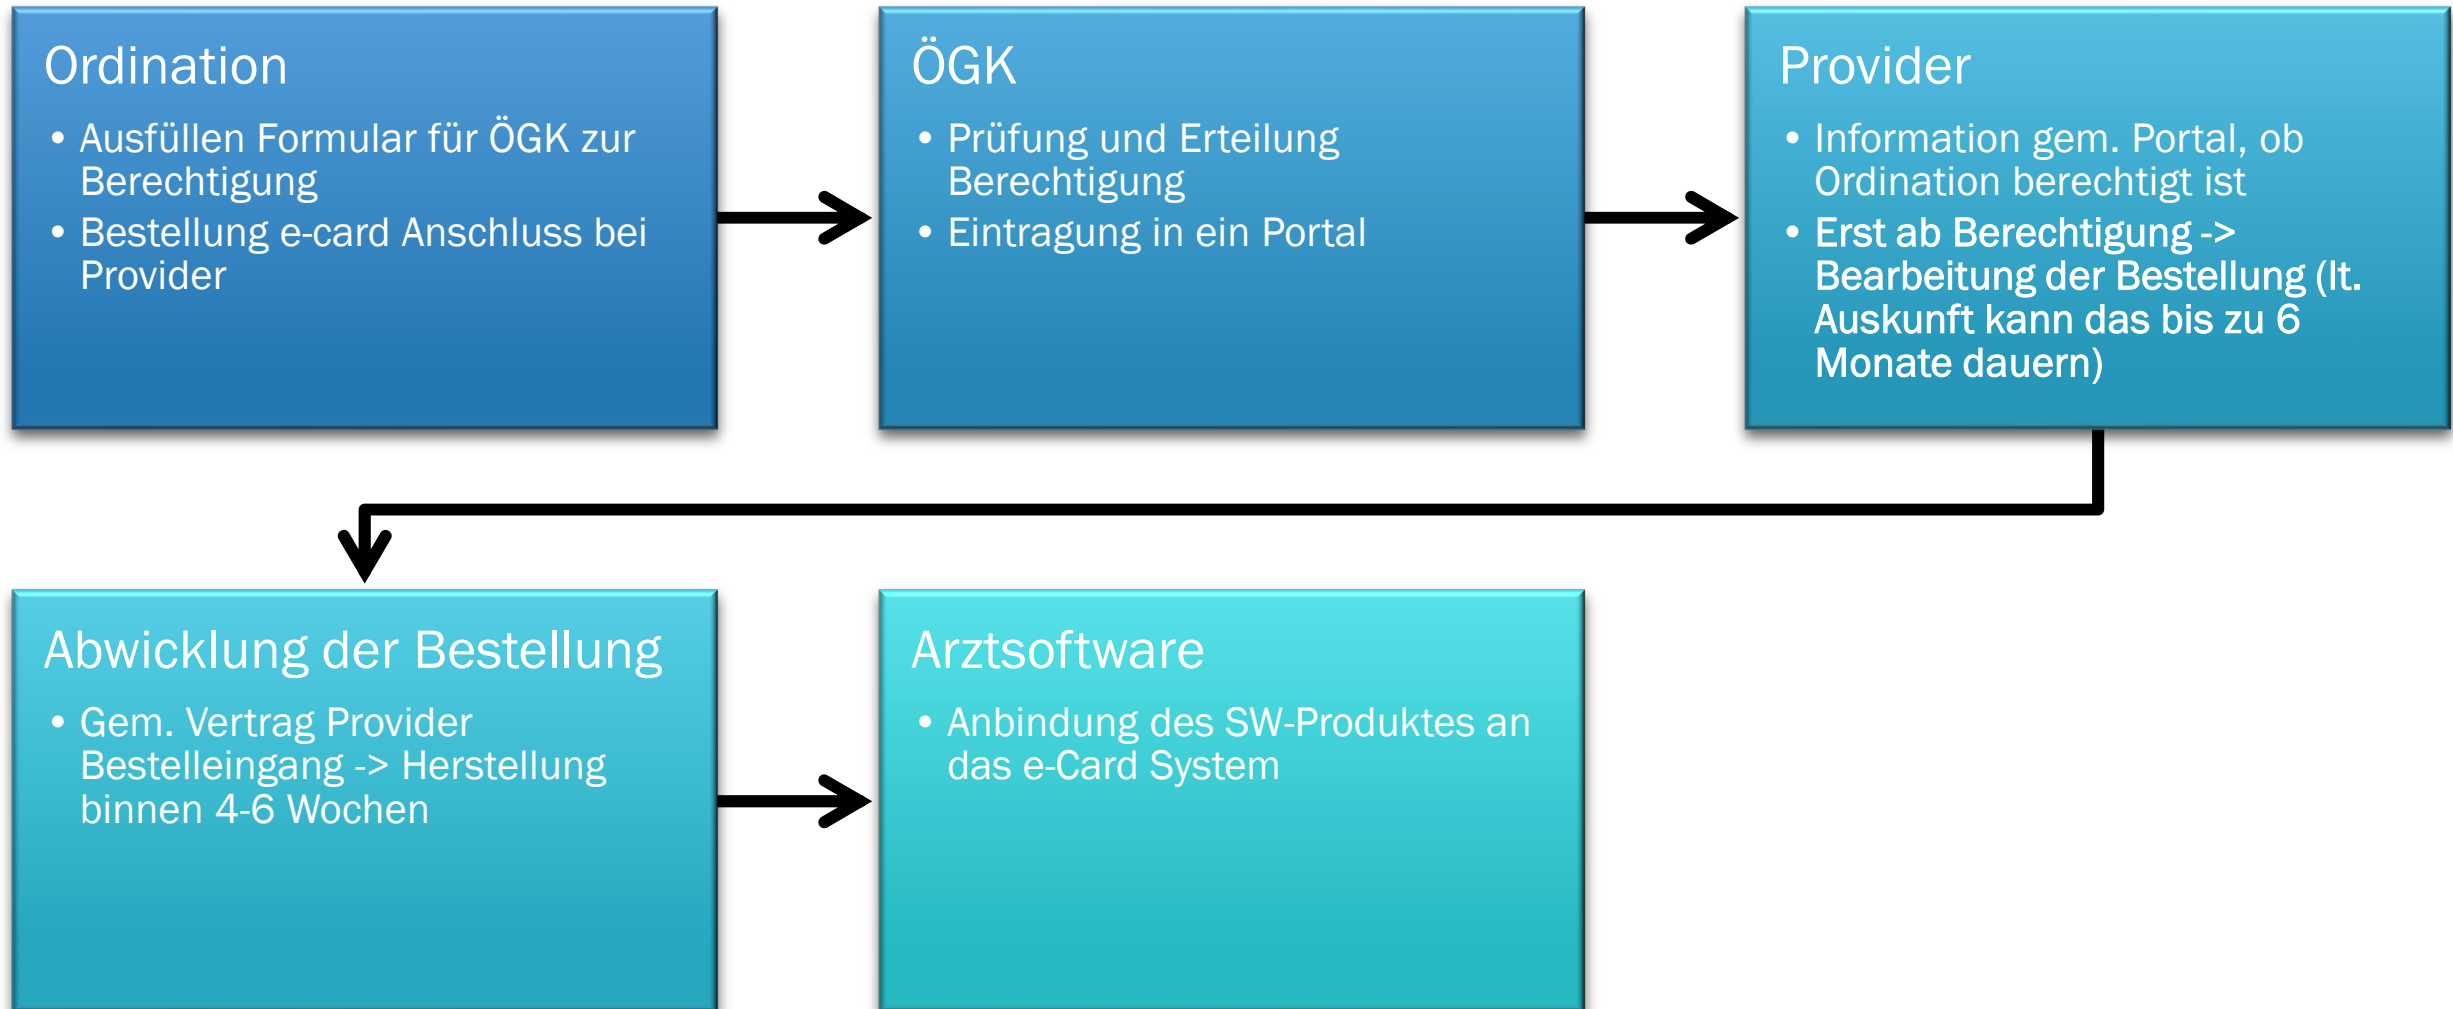 Ordination
• Ausfüllen Formular für ÖGK zur
Berechtigung
• Bestellung e-card Anschluss bei
Provider
ÖGK
• Prüfung und Erteilung
Berechtigung
• Eintragung in ein Portal
Provider
• Information gem. Portal, ob
Ordination berechtigt ist
• Erst ab Berechtigung ->
Bearbeitung der Bestellung (lt.
Auskunft kann das bis zu 6
Monate dauern)
Abwicklung der Bestellung
• Gem. Vertrag Provider
Bestelleingang -> Herstellung
binnen 4-6 Wochen
Arztsoftware
• Anbindung des SW-Produktes an
das e-Card System